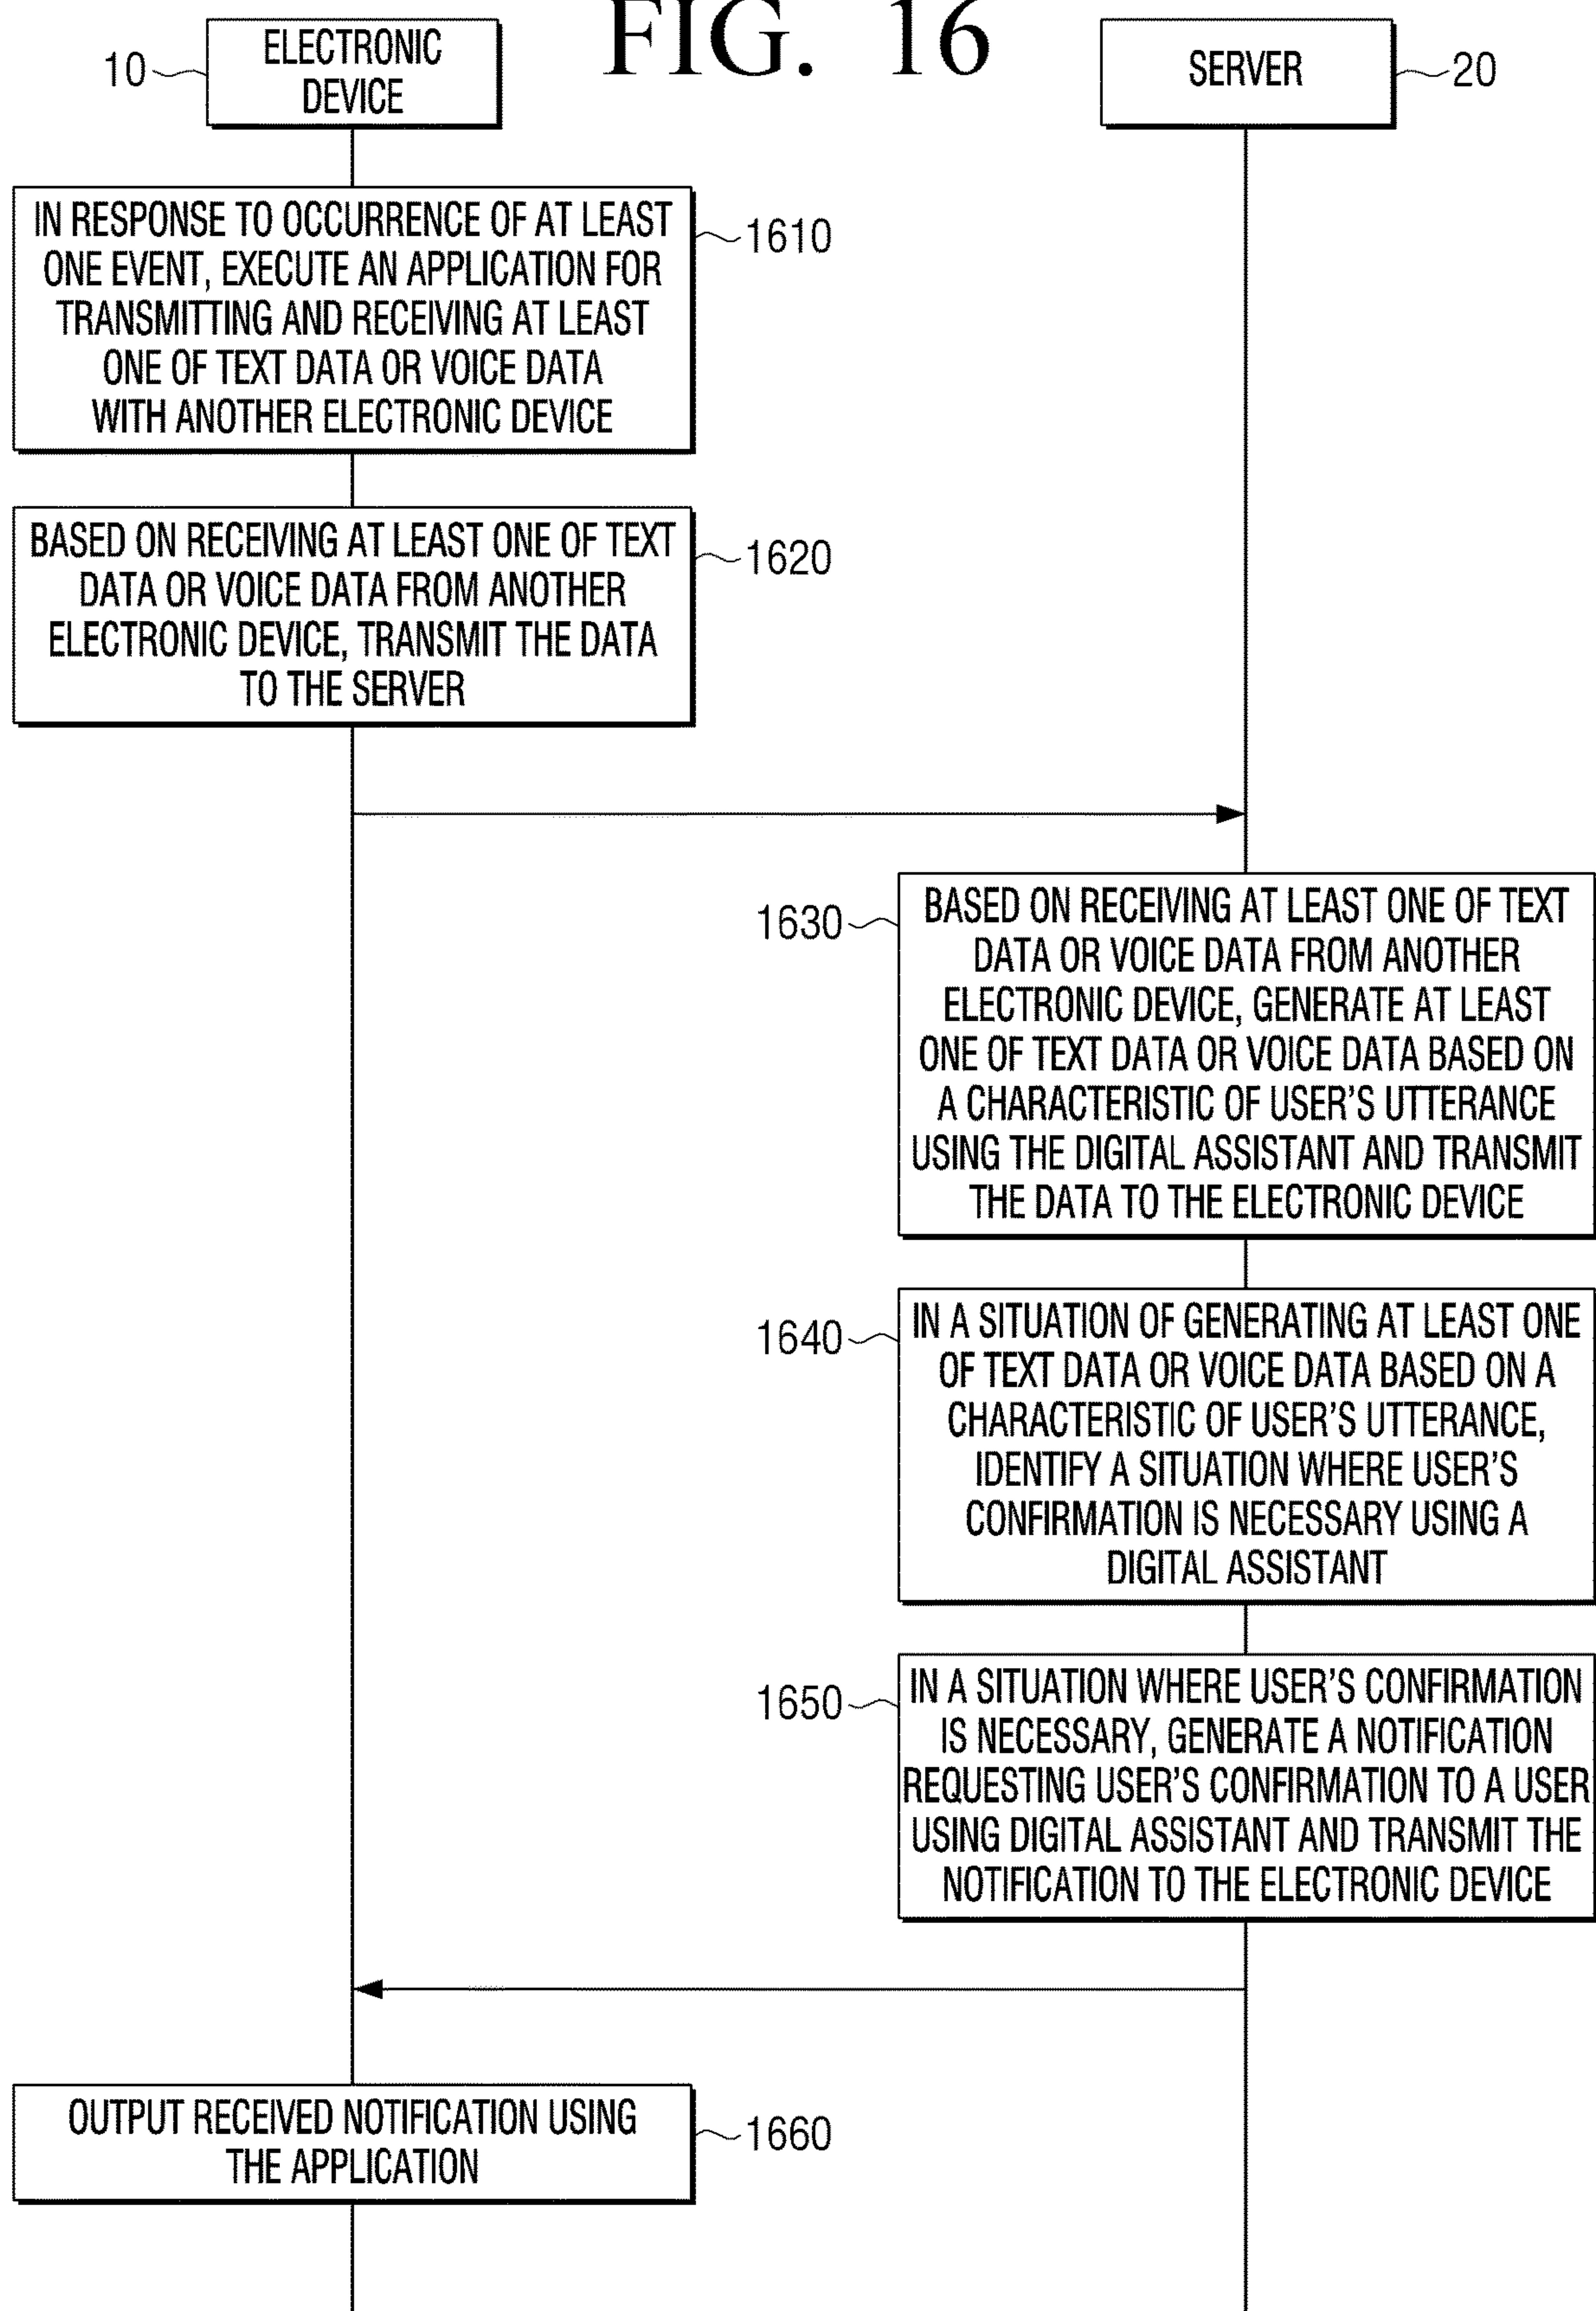 FIG. 16
10
ELECTRONIC
DEVICE
SERVER
20
IN RESPONSE TO OCCURRENCE OF AT LEAST
ONE EVENT, EXECUTE AN APPLICATION FOR
TRANSMITTING AND RECEIVING AT LEAST
ONE OF TEXT DATA OR VOICE DATA
WITH ANOTHER ELECTRONIC DEVICE
1610
BASED ON RECEIVING AT LEAST ONE OF TEXT
DATA OR VOICE DATA FROM ANOTHER
ELECTRONIC DEVICE, TRANSMIT THE DATA
TO THE SERVER
1620
1630
BASED ON RECEIVING AT LEAST ONE OF TEXT
DATA OR VOICE DATA FROM ANOTHER
ELECTRONIC DEVICE, GENERATE AT LEAST
ONE OF TEXT DATA OR VOICE DATA BASED ON
A CHARACTERISTIC OF USER'S UTTERANCE
USING THE DIGITAL ASSISTANT AND TRANSMIT
THE DATA TO THE ELECTRONIC DEVICE
1640
IN A SITUATION OF GENERATING AT LEAST ONE
OF TEXT DATA OR VOICE DATA BASED ON A
CHARACTERISTIC OF USER'S UTTERANCE,
IDENTIFY A SITUATION WHERE USER'S
CONFIRMATION IS NECESSARY USING A
DIGITAL ASSISTANT
1650
IN A SITUATION WHERE USER'S CONFIRMATION
IS NECESSARY, GENERATE A NOTIFICATION
REQUESTING USER'S CONFIRMATION TO A USER
USING DIGITAL ASSISTANT AND TRANSMIT THE
NOTIFICATION TO THE ELECTRONIC DEVICE
OUTPUT RECEIVED NOTIFICATION USING
THE APPLICATION
1660